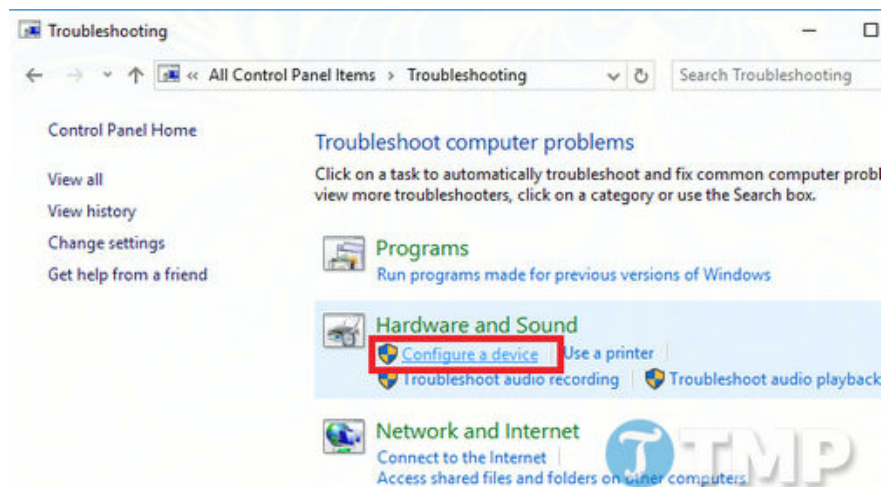 Troubleshooting
« All Control Panel Items › Troubleshooting
Search Troubleshooting
Control Panel Home
View all
View history
Change settings
Get help from a friend
Troubleshoot computer problems
Click on a task to automatically troubleshoot and fix common computer probl
view more troubleshooters, click on a category or use the Search box.
Programs
Run programs made for previous versions of Windows
Hardware and Sound
Configure a device Use a printer
Troubleshoot audio recording Troubleshoot audio playback
Network and Internet
Connect to the Internet
Access shared files and folders on other computers
TMP